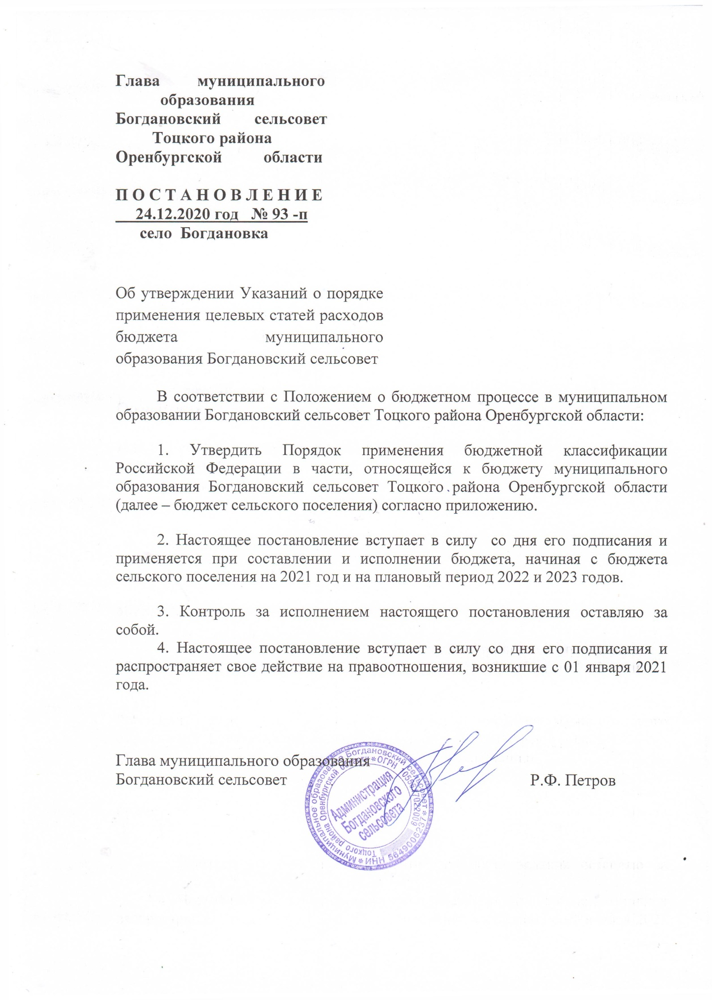 Глава муниципального
образования
Богдановский сельсовет
Тоцкого района
Оренбургской области
П О С Т А Н О В Л Е Н И Е
24.12.2020 год № 93 -п
село Богдановка
Об утверждении Указаний о порядке
применения целевых статей расходов
бюджета муниципального
образования Богдановский сельсовет
В соответствии с Положением о бюджетном процессе в муниципальном
образовании Богдановский сельсовет Тоцкого района Оренбургской области:
1. Утвердить Порядок применения бюджетной классификации
Российской Федерации в части, относящейся к бюджету муниципального
образования Богдановский сельсовет Тоцкого района Оренбургской области
(далее – бюджет сельского поселения) согласно приложению.
2. Настоящее постановление вступает в силу со дня его подписания и
применяется при составлении и исполнении бюджета, начиная с бюджета
сельского поселения на 2021 год и на плановый период 2022 и 2023 годов.
3. Контроль за исполнением настоящего постановления оставляю за
собой.
4. Настоящее постановление вступает в силу со дня его подписания и
распространяет свое действие на правоотношения, возникшие с 01 января 2021
года.
Глава муниципального образования
Богдановский сельсовет Р.Ф. Петров
* Муниципальное образование Богдановский сельсовет * ИНН 5649006237
Тоцкого района Оренбургской области * ОГРН
Администрация
Богдановского
сельсовета